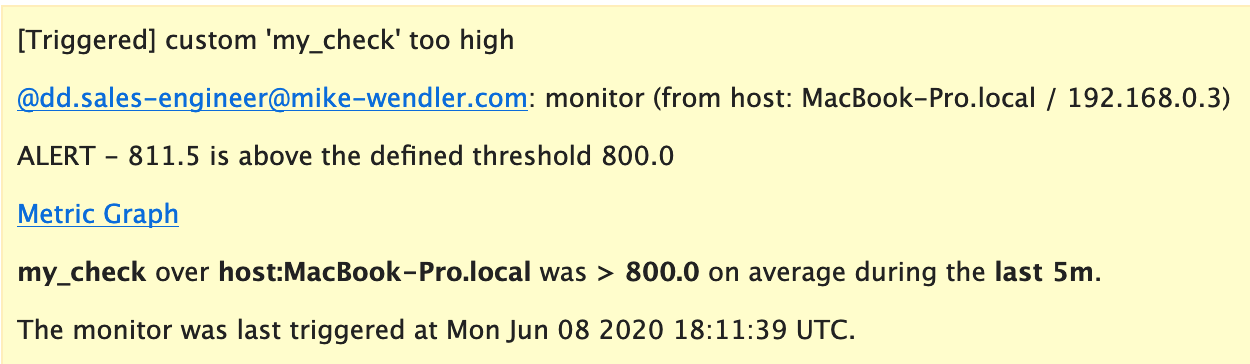 [Triggered] custom 'my_check' too high
@dd.sales-engineer@mike-wendler.com: monitor (from host: MacBook-Pro.local / 192.168.0.3)
ALERT - 811.5 is above the defined threshold 800.0
Metric Graph
my_check over host:MacBook-Pro.local was > 800.0 on average during the last 5m.
The monitor was last triggered at Mon Jun 08 2020 18:11:39 UTC.